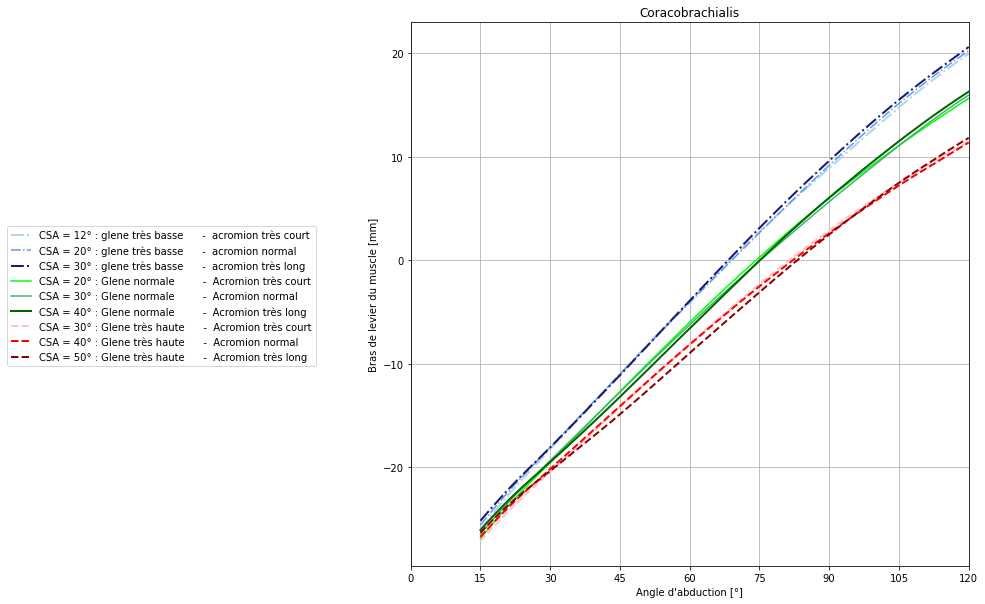 Coracobrachialis
20
10
0
−10
−20
Bras de levier du muscle [mm]
CSA = 12° : glene très basse - acromion très court
CSA = 20° : glene très basse - acromion normal
CSA = 30° : glene très basse - acromion très long
CSA = 20° : Glene normale - Acromion très court
CSA = 30° : Glene normale - Acromion normal
CSA = 40° : Glene normale - Acromion très long
CSA = 30° : Glene très haute - Acromion très court
CSA = 40° : Glene très haute - Acromion normal
CSA = 50° : Glene très haute - Acromion très long
0 15 30 45 60 75 90 105 120
Angle d'abduction [°]